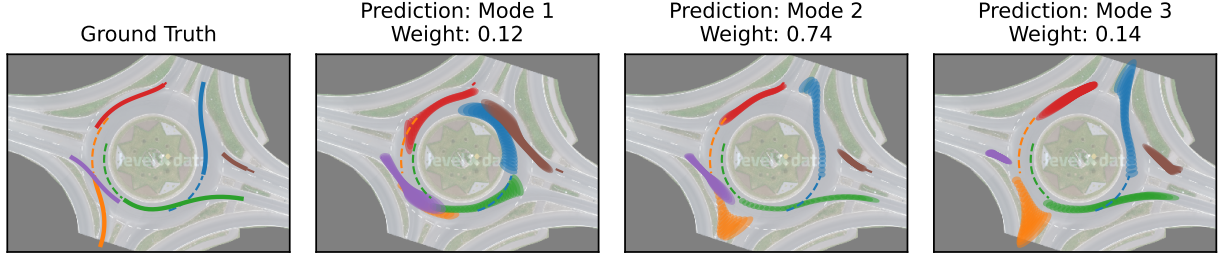 Ground Truth
Prediction: Mode 1
Weight: 0.12
Prediction: Mode 2
Weight: 0.74
Prediction: Mode 3
Weight: 0.14